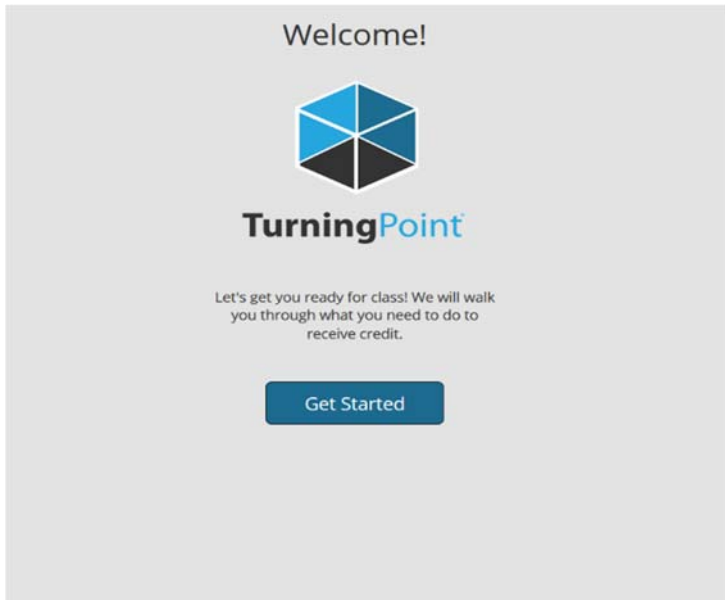 Welcome!
TurningPoint
Let's get you ready for class! We will walk
you through what you need to do to
receive credit.
Get Started